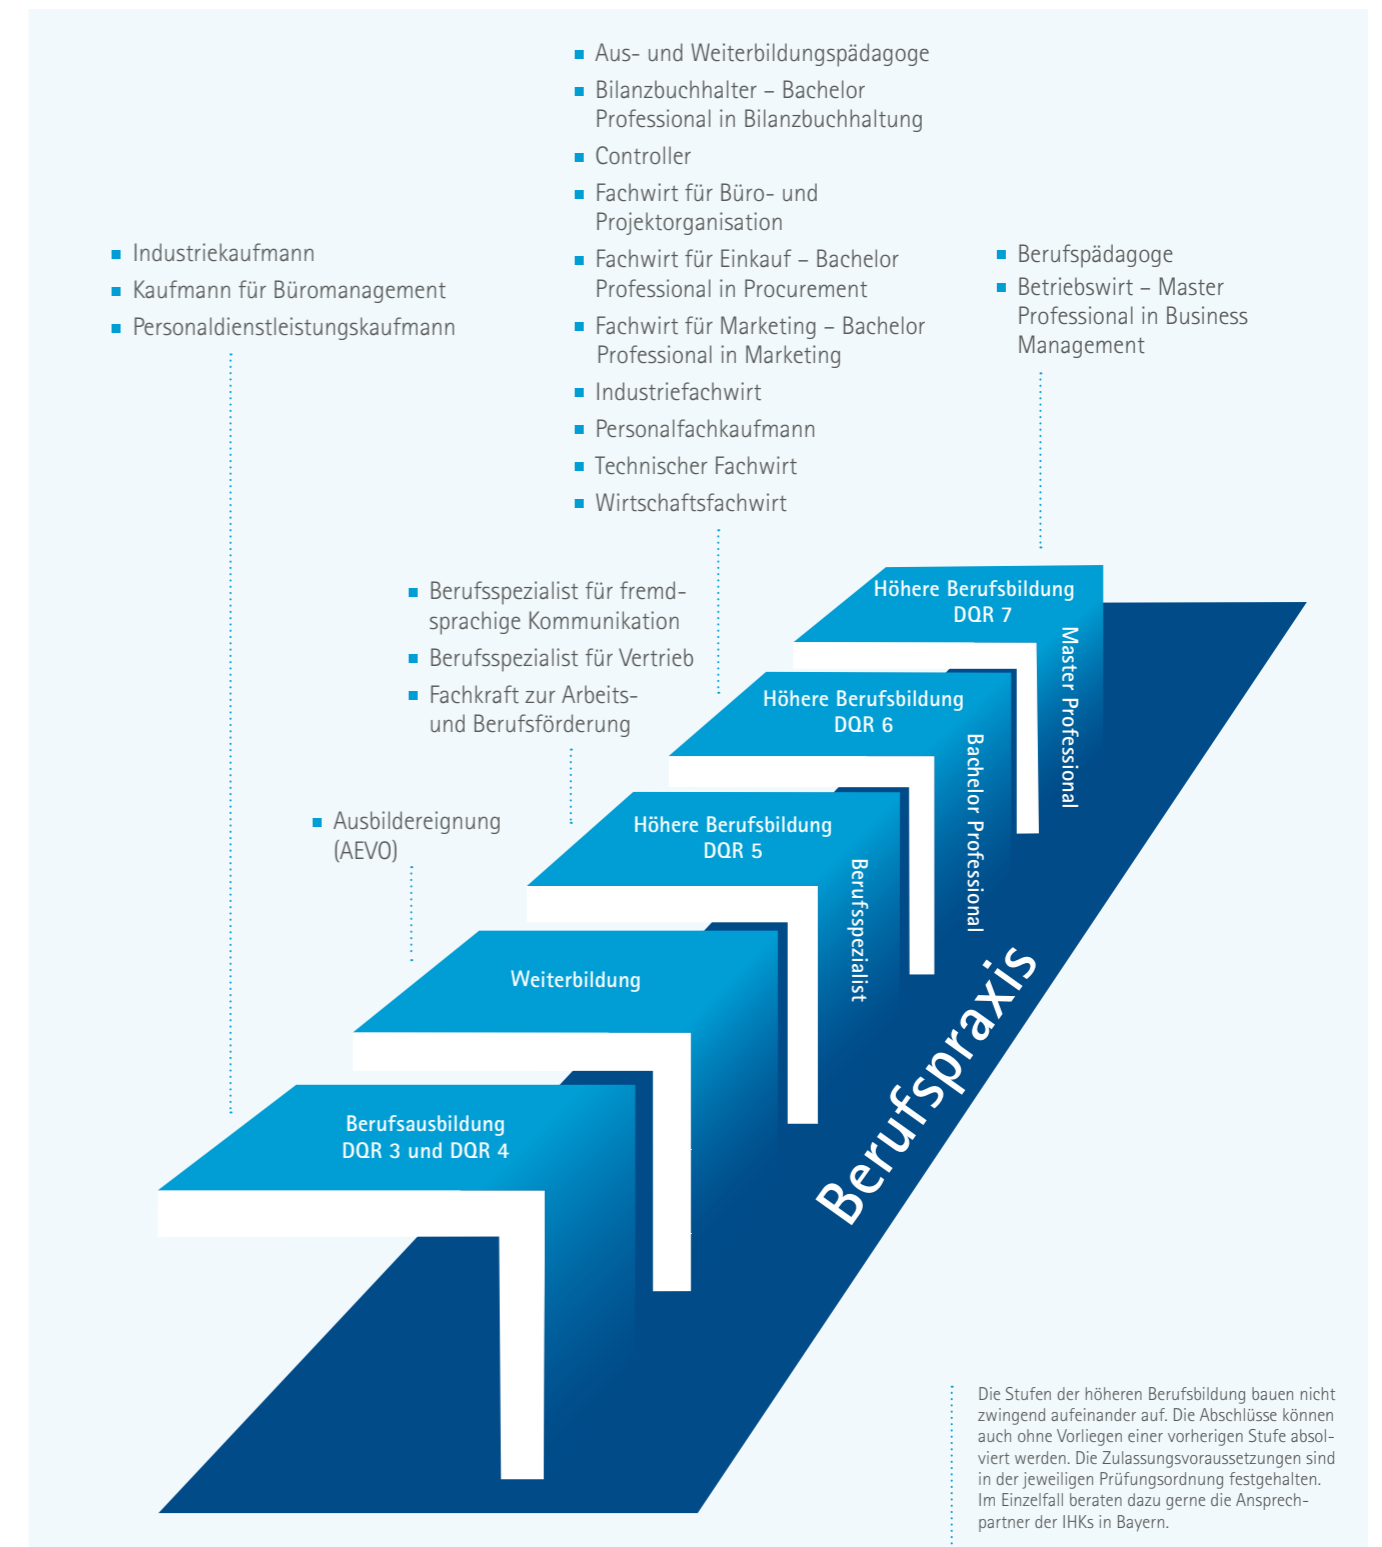 Aus- und Weiterbildungspädagoge
Bilanzbuchhalter – Bachelor
Professional in Bilanzbuchhaltung
Controller
Fachwirt für Büro- und
Projektorganisation
Fachwirt für Einkauf – Bachelor
Professional in Procurement
Fachwirt für Marketing – Bachelor
Professional in Marketing
Industriefachwirt
Personalfachkaufmann
Technischer Fachwirt
Wirtschaftsfachwirt
Industriekaufmann
Kaufmann für Büromanagement
Personaldienstleistungskaufmann
Berufspädagoge
Betriebswirt – Master
Professional in Business
Management
Berufsspezialist für fremd-
sprachige Kommunikation
Berufsspezialist für Vertrieb
Fachkraft zur Arbeits-
und Berufsförderung
Ausbildereignung
(AEVO)
Höhere Berufsbildung
DQR 7
Master Professional
Höhere Berufsbildung
DQR 6
Bachelor Professional
Höhere Berufsbildung
DQR 5
Berufsspezialist
Weiterbildung
Berufsausbildung
DQR 3 und DQR 4
Berufspraxis
Die Stufen der höheren Berufsbildung bauen nicht
zwingend aufeinander auf. Die Abschlüsse können
auch ohne Vorliegen einer vorherigen Stufe absol-
viert werden. Die Zulassungsvoraussetzungen sind
in der jeweiligen Prüfungsordnung festgehalten.
Im Einzelfall beraten dazu gerne die Ansprech-
partner der IHKs in Bayern.